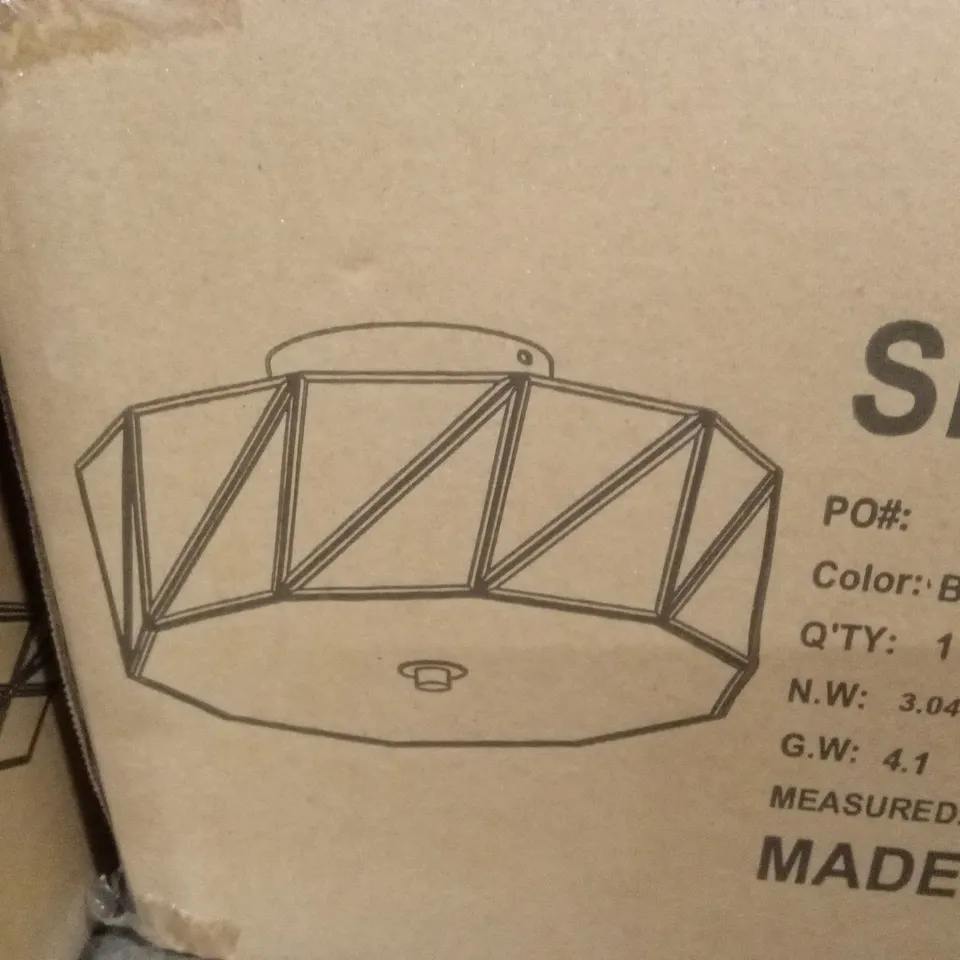 PO#:
Color: B
Q'TY: 1
N.W: 3.04
G.W: 4.1
MEASURED
MADE